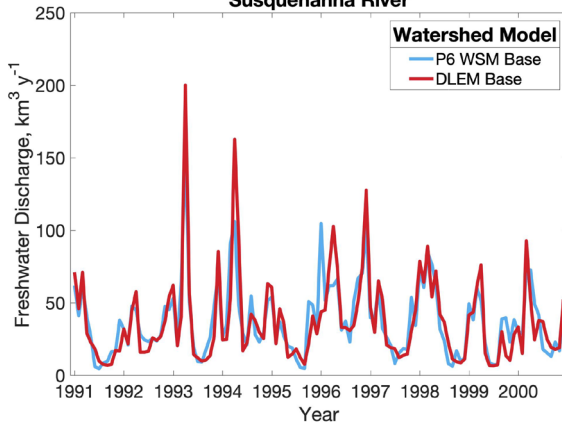 Susquehanna River
250
200
150
100
50
0
Freshwater Discharge, km³ y⁻¹
Watershed Model
P6 WSM Base
DLEM Base
1991 1992 1993 1994 1995 1996 1997 1998 1999 2000
Year